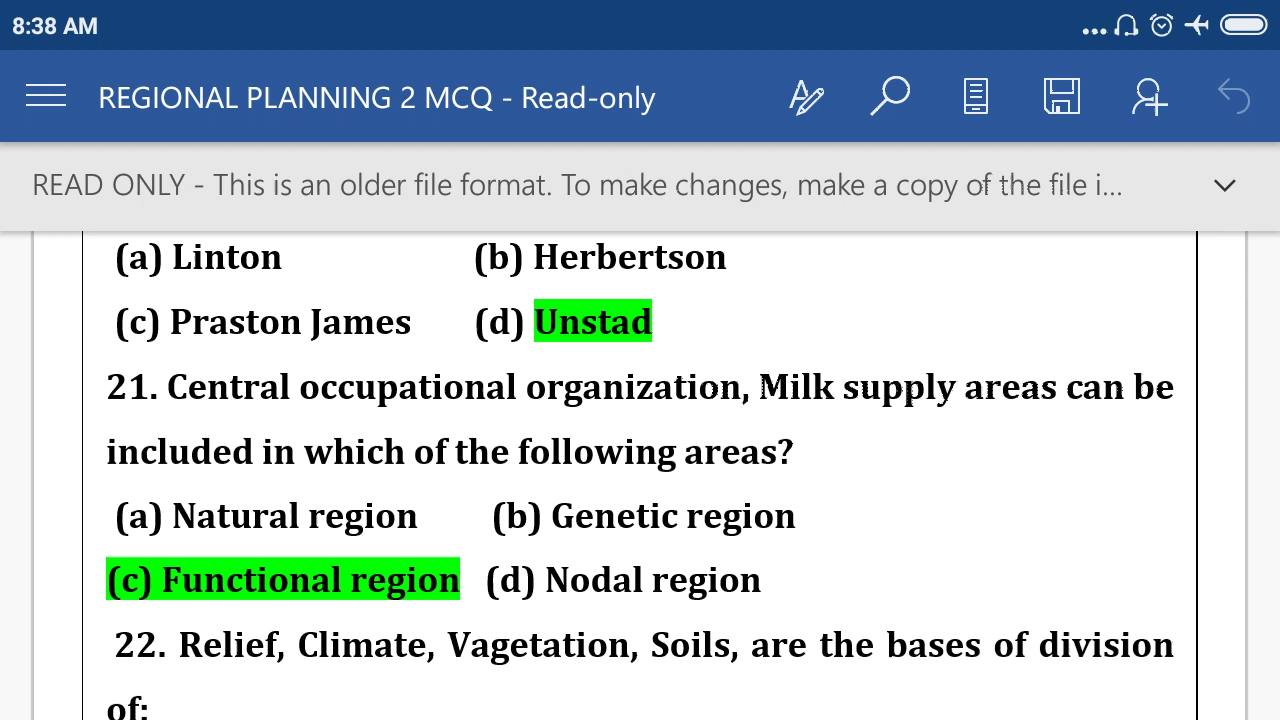 8:38 AM
REGIONAL PLANNING 2 MCQ - Read-only
READ ONLY - This is an older file format. To make changes, make a copy of the file i...
(a) Linton (b) Herbertson
(c) Praston James (d) Unstad
21. Central occupational organization, Milk supply areas can be
included in which of the following areas?
(a) Natural region (b) Genetic region
(c) Functional region (d) Nodal region
22. Relief, Climate, Vagetation, Soils, are the bases of division
of: